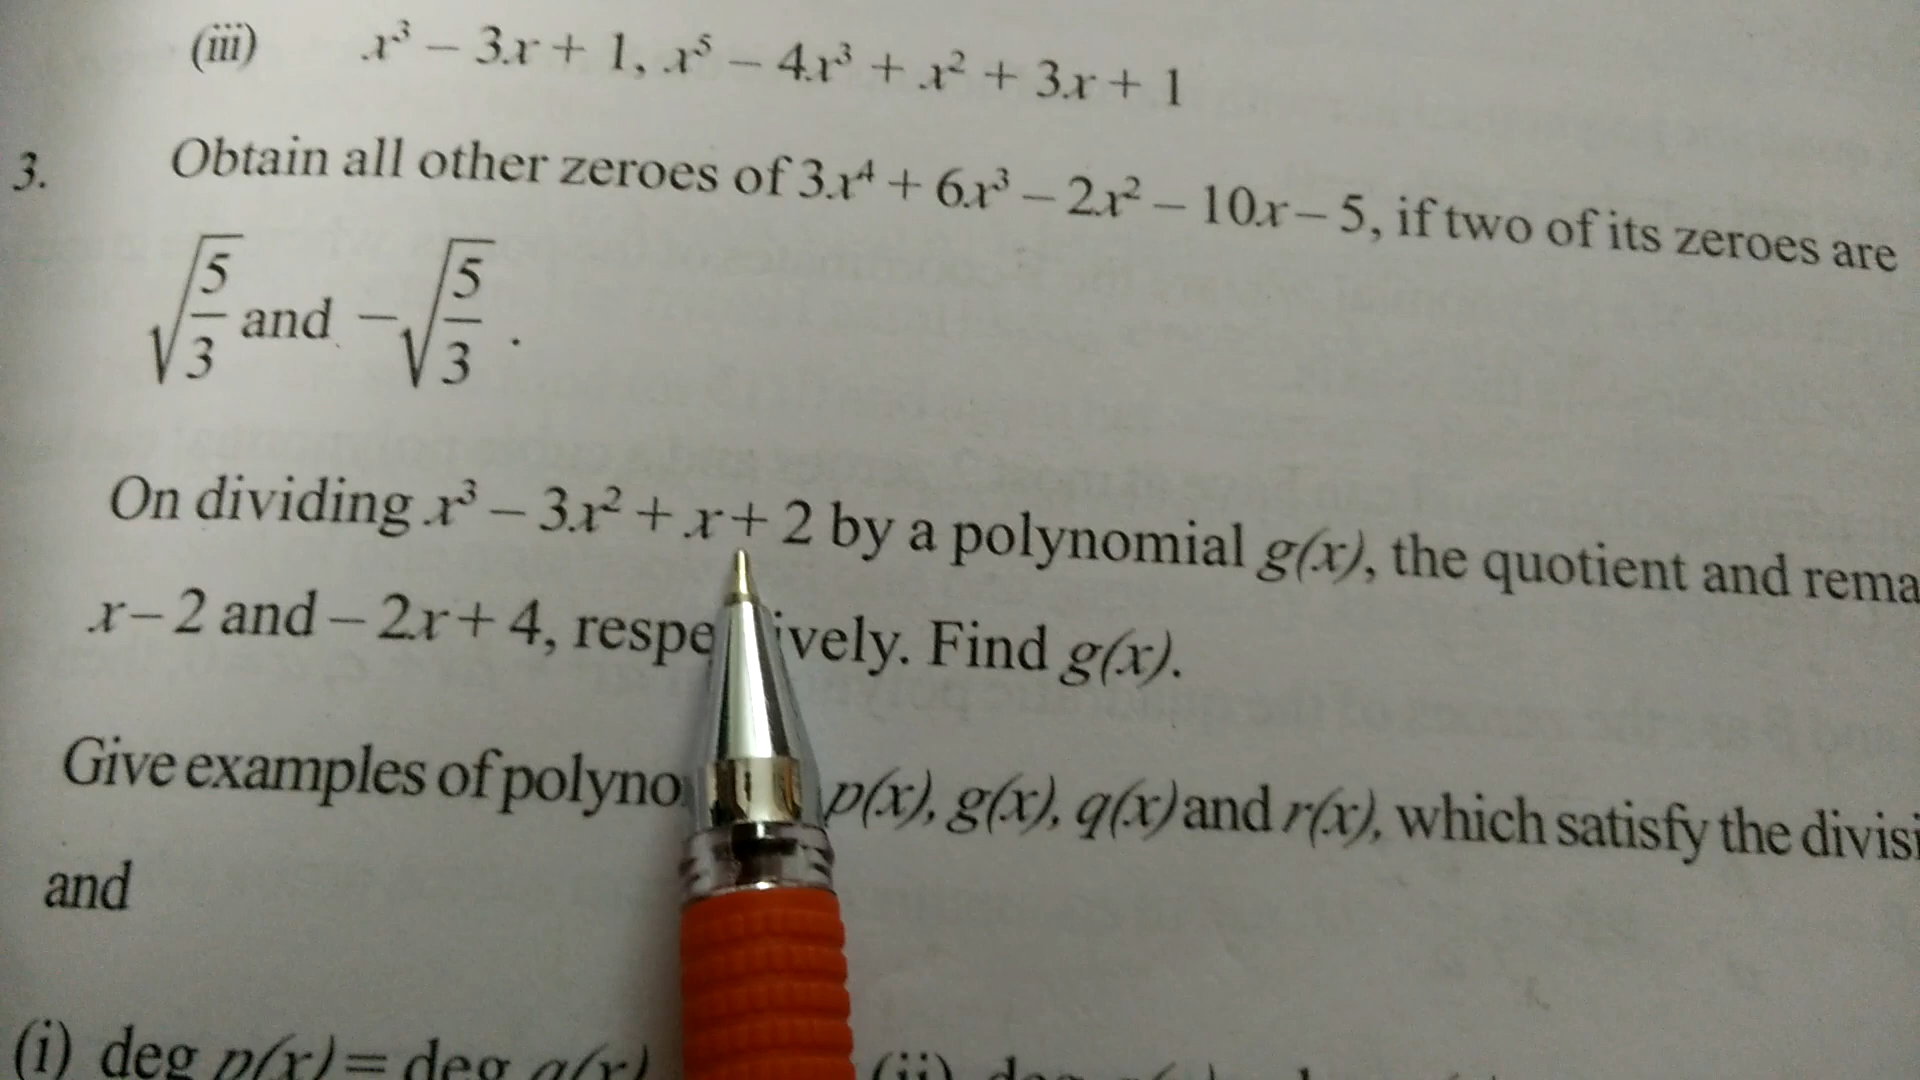 (iii) x³ – 3x + 1, x⁵ – 4x³ + x² + 3x + 1
3. Obtain all other zeroes of 3x⁴ + 6x³ – 2x² – 10x – 5, if two of its zeroes are
√(5/3) and –√(5/3) .
On dividing x³ – 3x² + x + 2 by a polynomial g(x), the quotient and rema
x – 2 and – 2x + 4, respe ively. Find g(x).
Give examples of polyno p(x), g(x), q(x) and r(x), which satisfy the divisi
and
(i) deg p(x) = deg q(x) (ii) deg